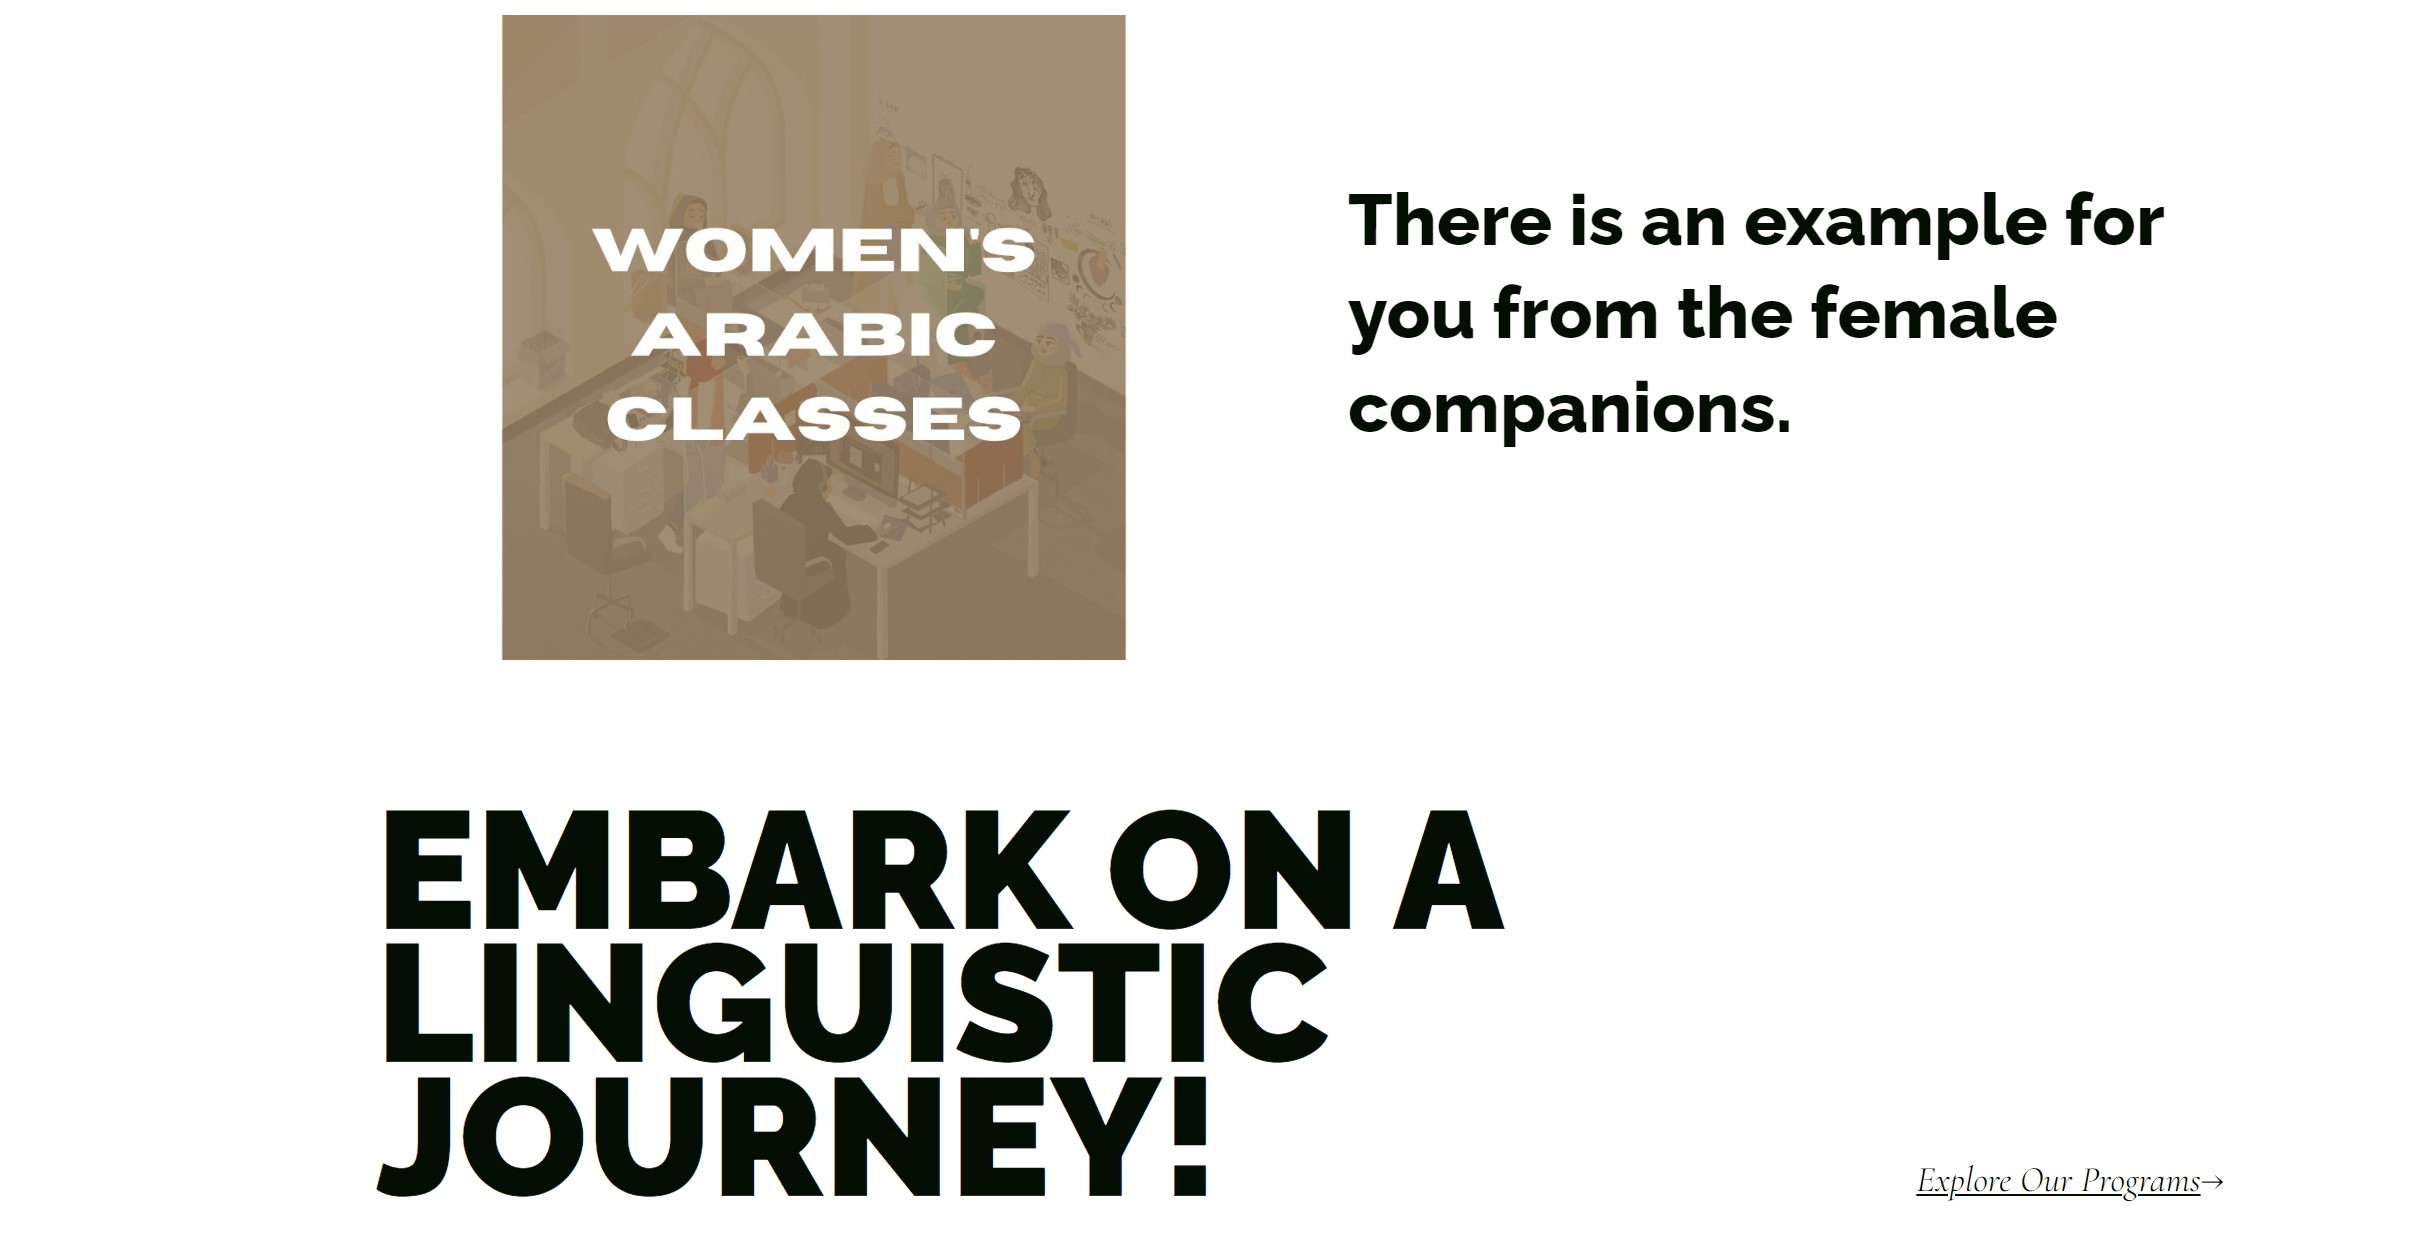 WOMEN'S
ARABIC
CLASSES
There is an example for
you from the female
companions.
EMBARK ON A
LINGUISTIC
JOURNEY!
Explore Our Programs→